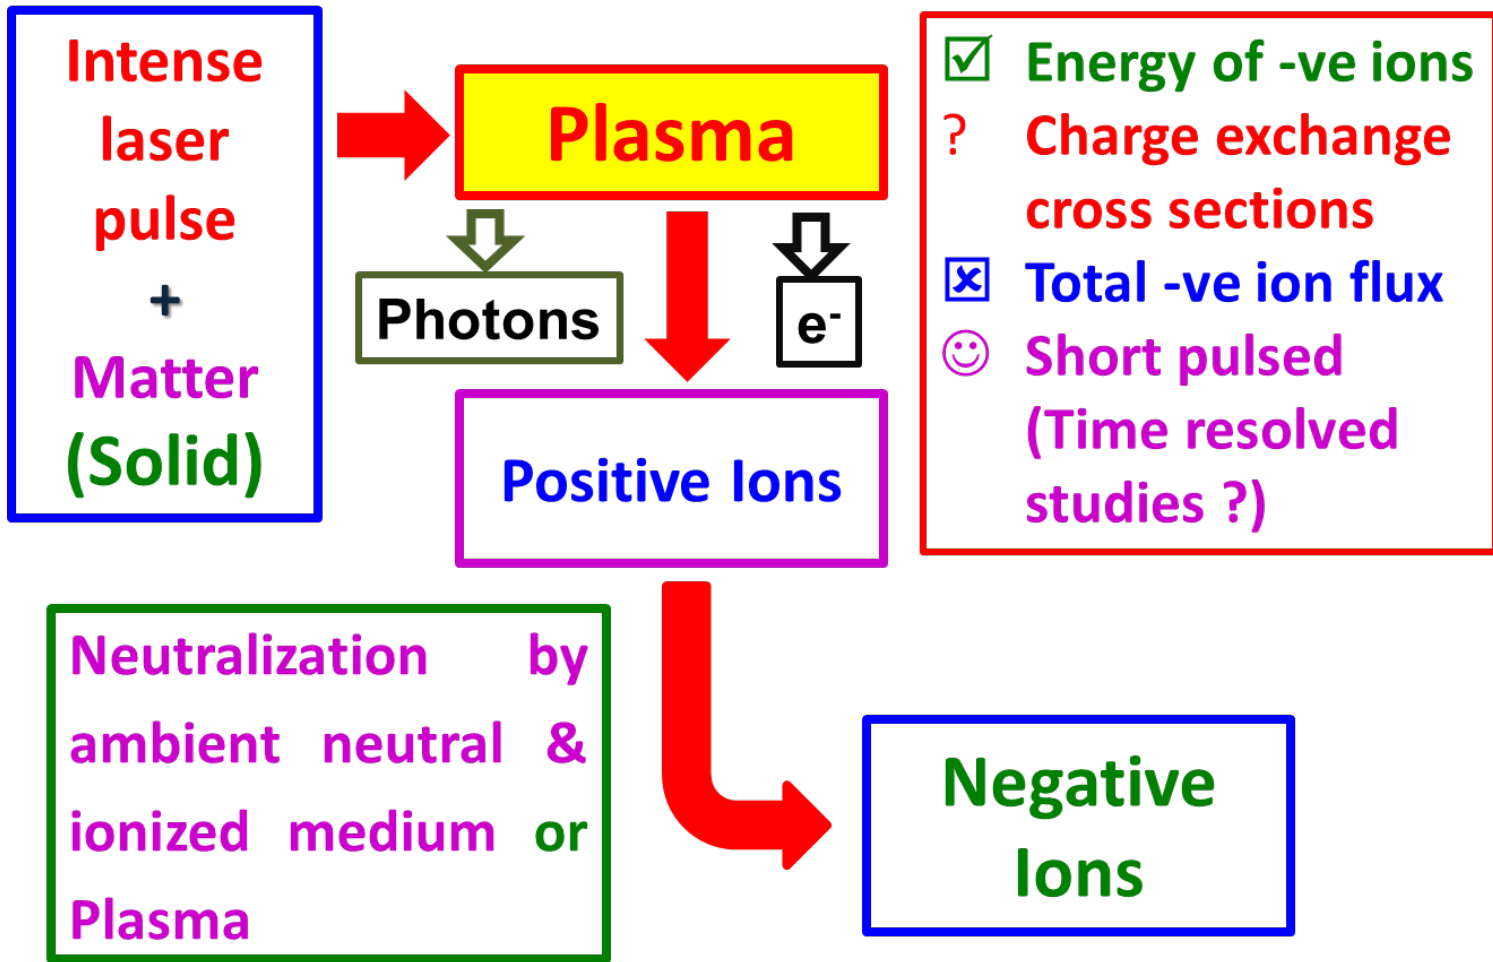 Intense
laser
pulse
+
Matter
(Solid)
Plasma
Photons
e-
Positive Ions
☑ Energy of -ve ions
? Charge exchange
cross sections
☒ Total -ve ion flux
☺ Short pulsed
(Time resolved
studies ?)
Neutralization by
ambient neutral &
ionized medium or
Plasma
Negative
Ions